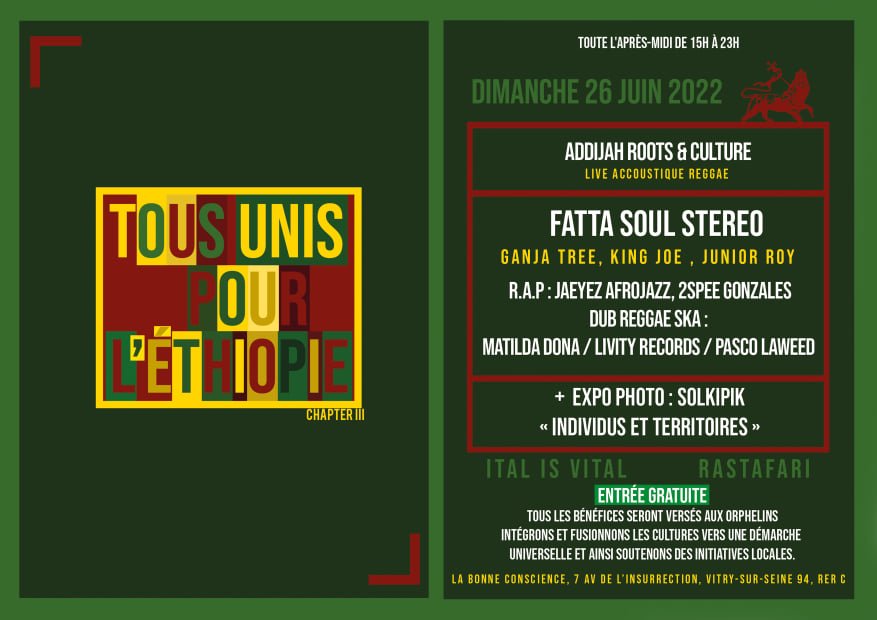 TOUS UNIS
POUR
L'ÉTHIOPIE
CHAPTER III
TOUTE L'APRÈS-MIDI DE 15H À 23H
DIMANCHE 26 JUIN 2022
ADDIJAH ROOTS & CULTURE
LIVE ACCOUSTIQUE REGGAE
FATTA SOUL STEREO
GANJA TREE, KING JOE , JUNIOR ROY
R.A.P : JAEYEZ AFROJAZZ, 2SPEE GONZALES
DUB REGGAE SKA :
MATILDA DONA / LIVITY RECORDS / PASCO LAWEED
+ EXPO PHOTO : SOLKIPIK
« INDIVIDUS ET TERRITOIRES »
ITAL IS VITAL RASTAFARI
ENTRÉE GRATUITE
TOUS LES BÉNÉFICES SERONT VERSÉS AUX ORPHELINS
INTÉGRONS ET FUSIONNONS LES CULTURES VERS UNE DÉMARCHE
UNIVERSELLE ET AINSI SOUTENONS DES INITIATIVES LOCALES.
LA BONNE CONSCIENCE, 7 AV DE L'INSURRECTION, VITRY-SUR-SEINE 94, RER C